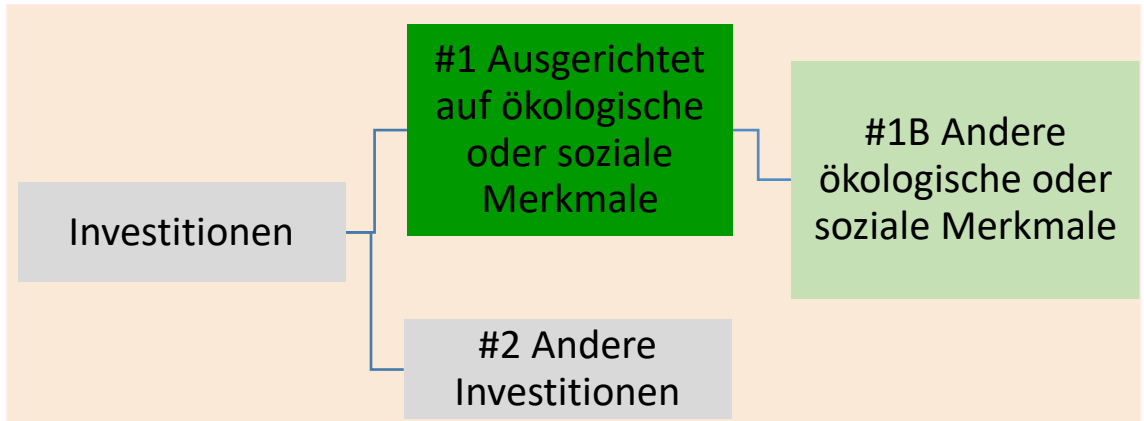 Investitionen
#1 Ausgerichtet
auf ökologische
oder soziale
Merkmale
#1B Andere
ökologische oder
soziale Merkmale
#2 Andere
Investitionen